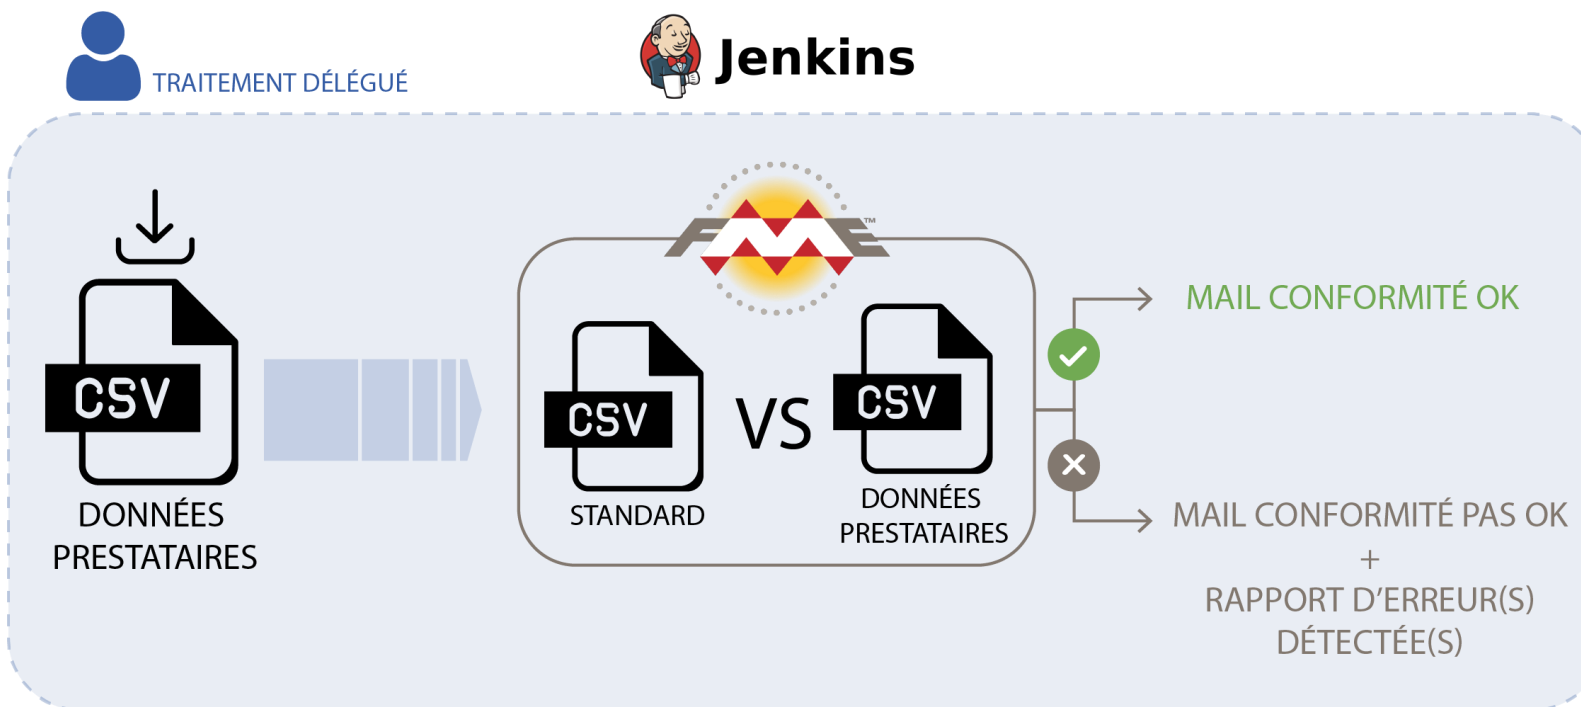 TRAITEMENT DÉLÉGUÉ
Jenkins
FME™
CSV
DONNÉES
PRESTATAIRES
CSV
STANDARD
VS
CSV
DONNÉES
PRESTATAIRES
MAIL CONFORMITÉ OK
MAIL CONFORMITÉ PAS OK
+
RAPPORT D'ERREUR(S)
DÉTECTÉE(S)